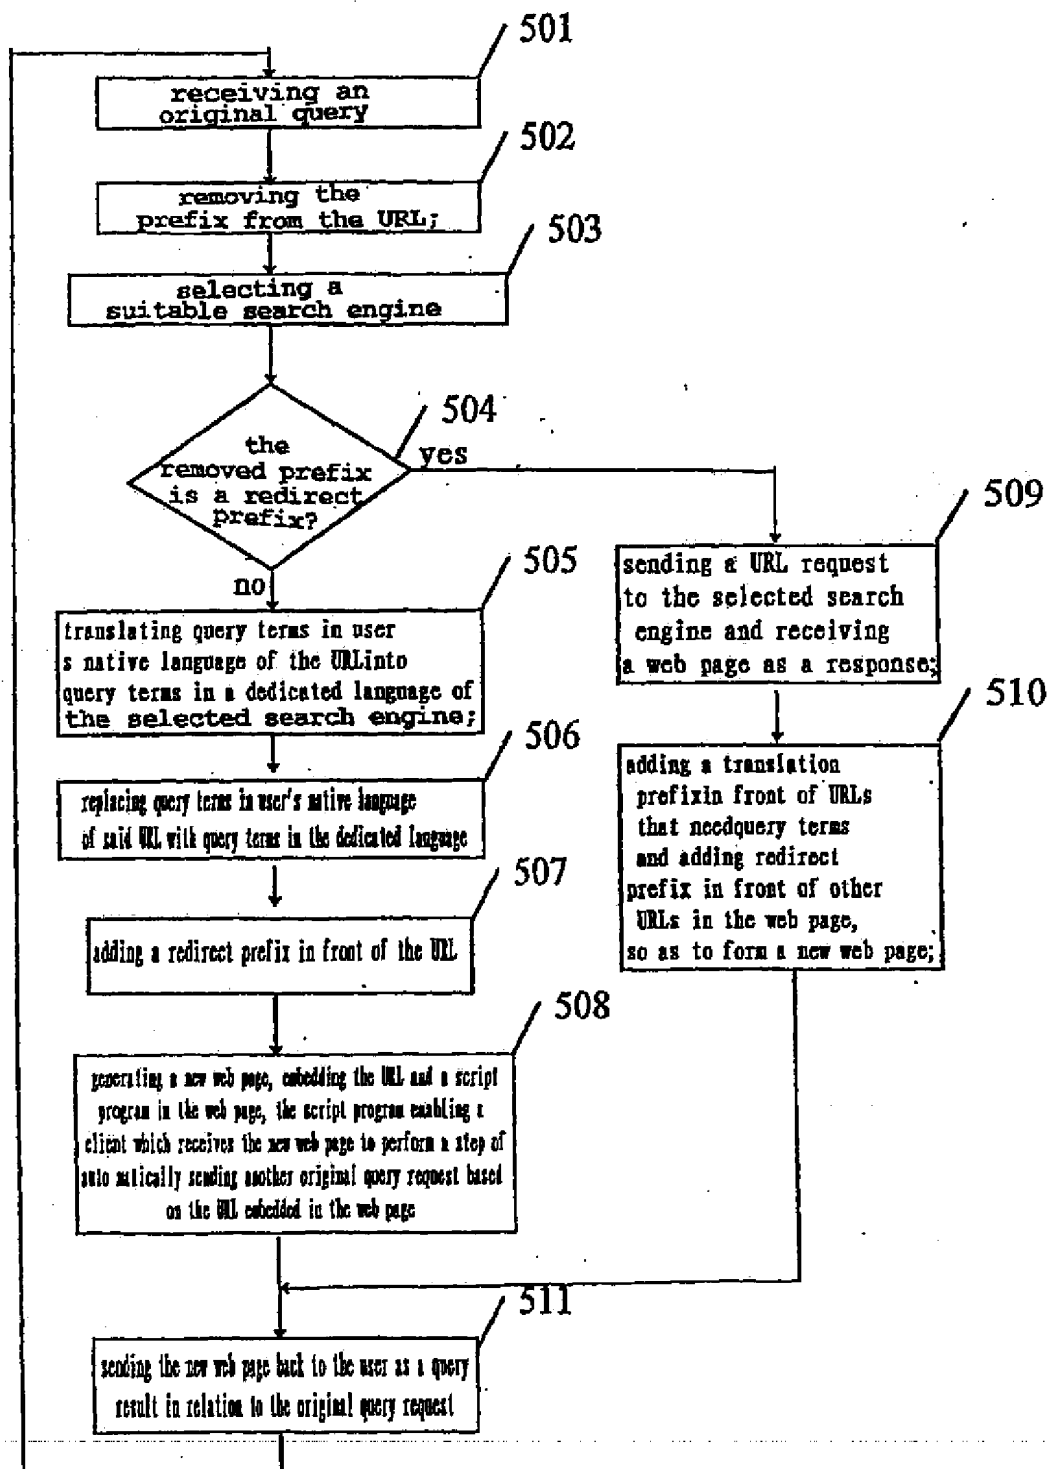 501
receiving an
original query
502
removing the
prefix from the URL;
503
selecting a
suitable search engine
504
the
removed prefix
is a redirect
prefix?
yes
no
505
translating query terms in user
s native language of the URLinto
query terms in a dedicated language of
the selected search engine;
506
replacing query terms in user's native language
of said URL with query terms in the dedicated language
507
adding a redirect prefix in front of the URL
508
generating a new web page, embedding the URL and a script
program in the web page, the script program enabling a
client which receives the new web page to perform a step of
auto matically sending another original query request based
on the URL embedded in the web page
509
sending a URL request
to the selected search
engine and receiving
a web page as a response;
510
adding a translation
prefixin front of URLs
that needquery terms
and adding redirect
prefix in front of other
URLs in the web page,
so as to form a new web page;
511
sending the new web page back to the user as a query
result in relation to the original query request